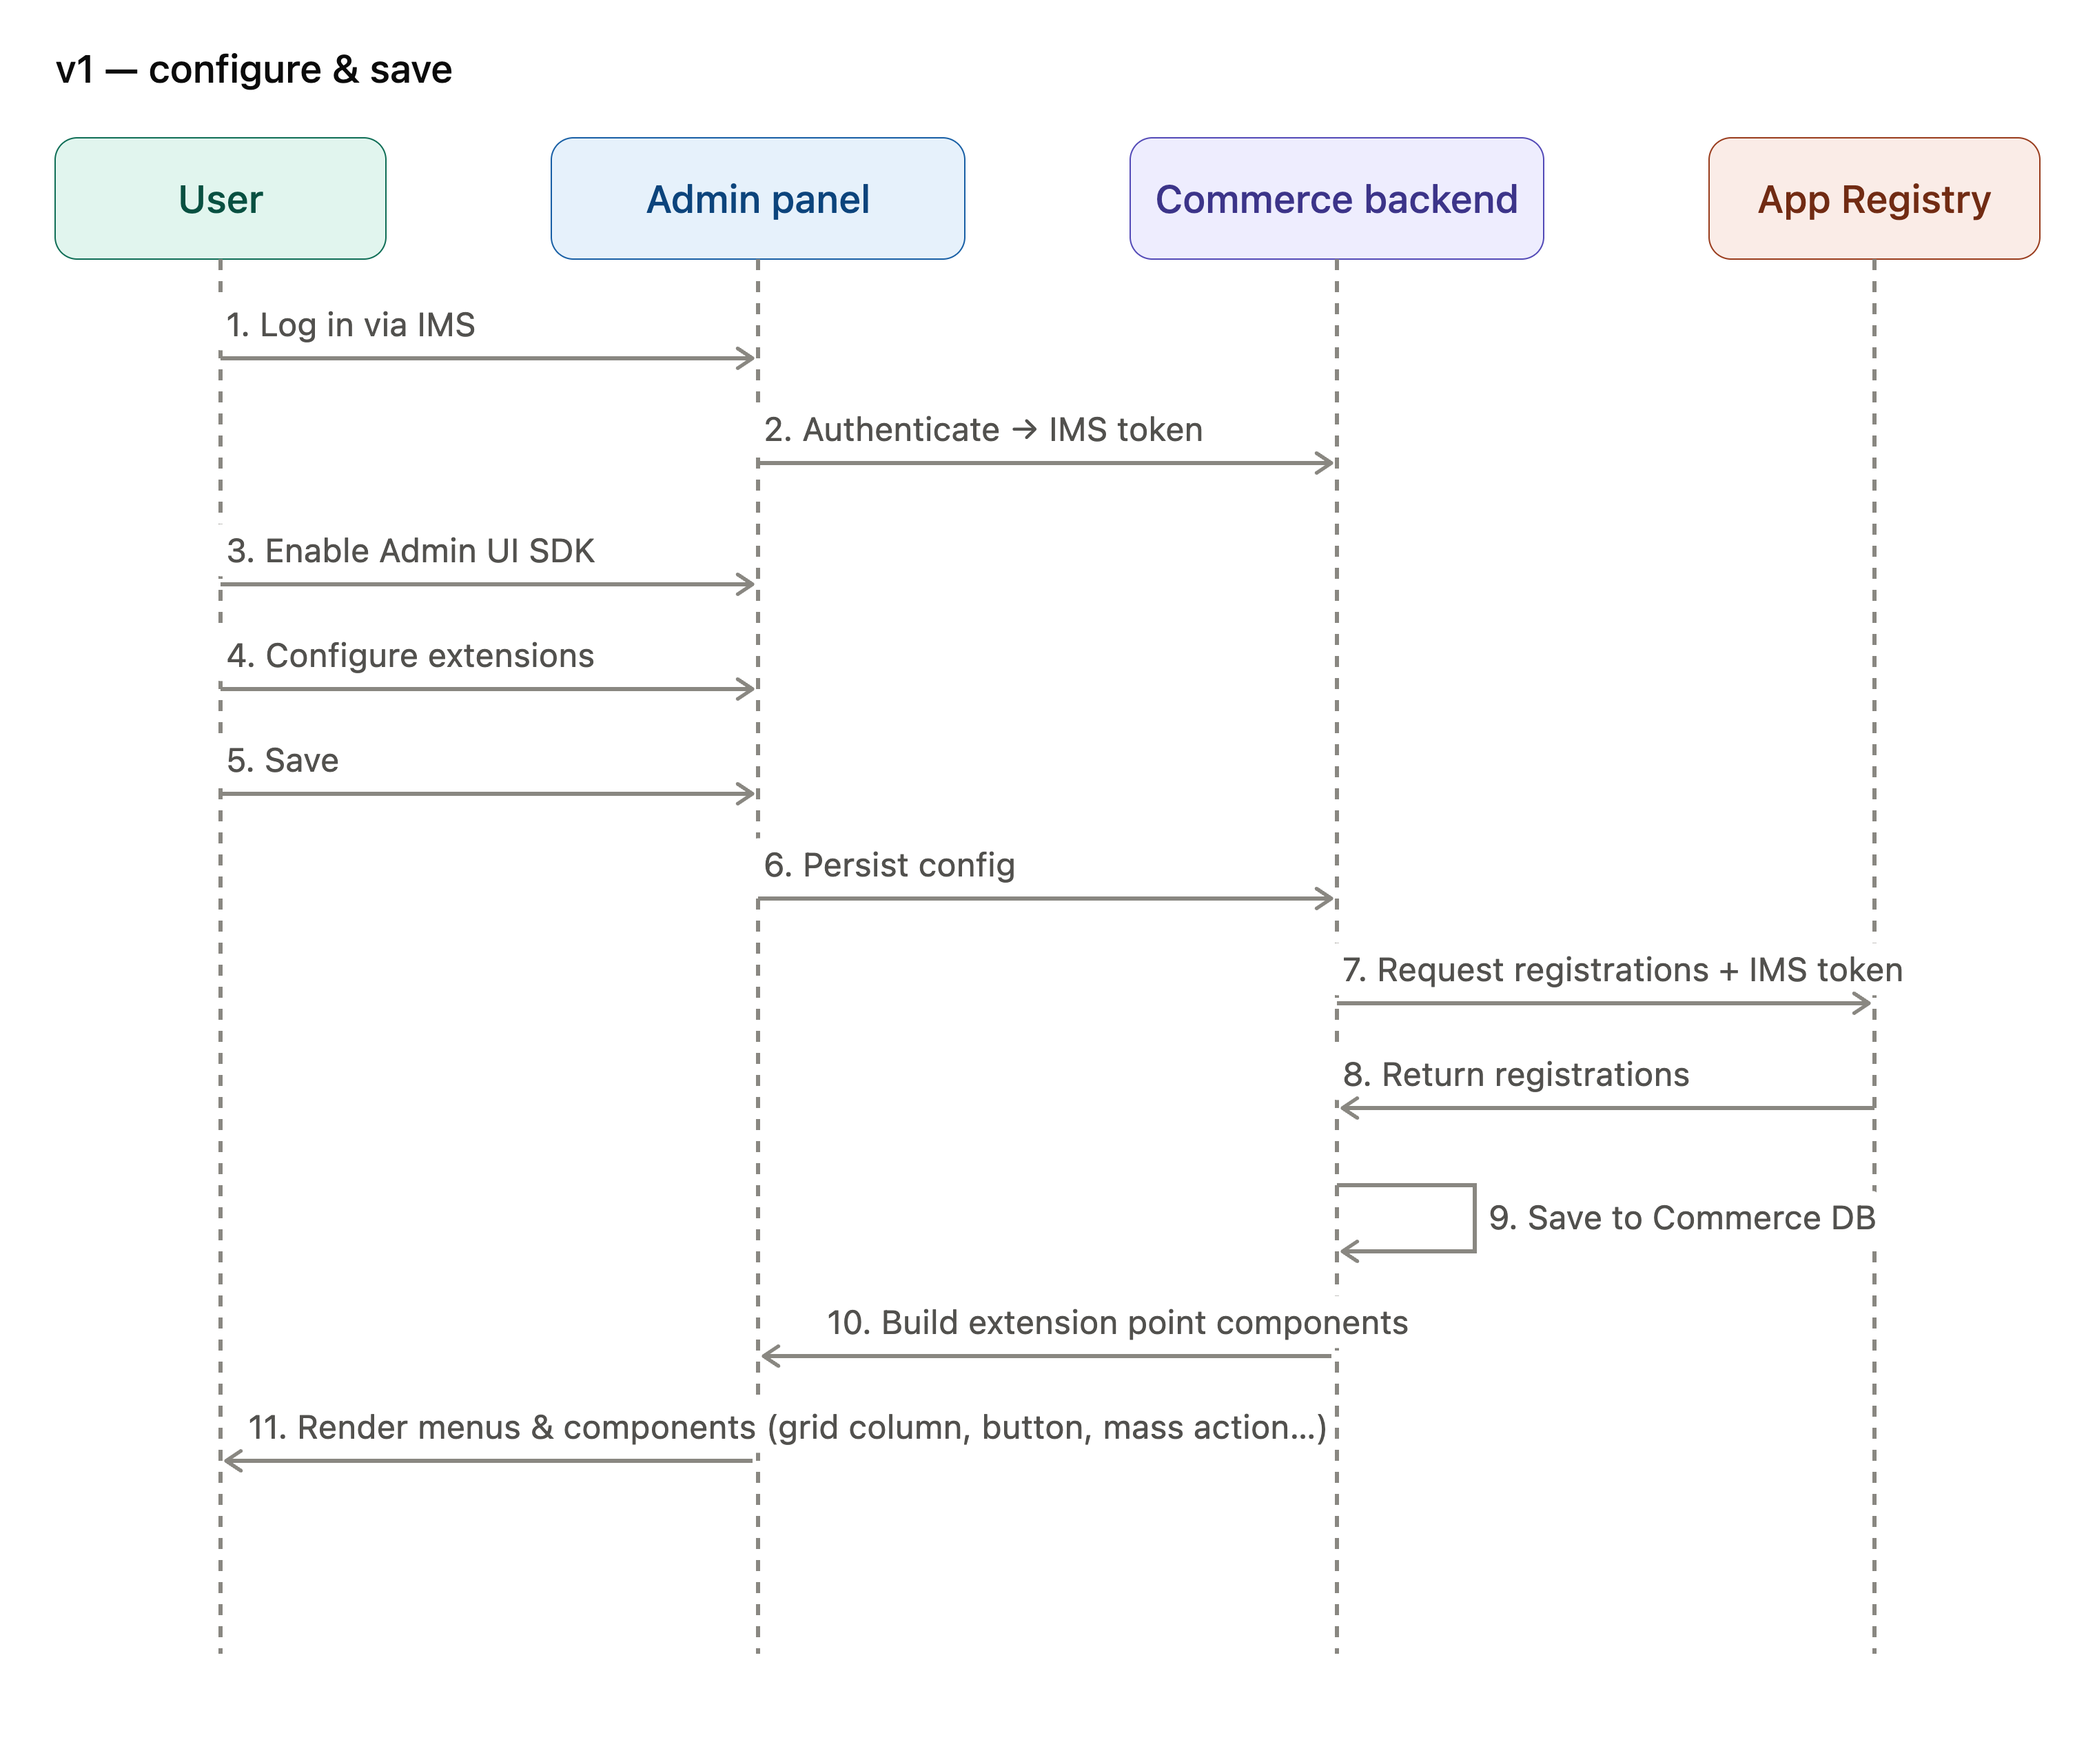 v1 — configure & save
User
Admin panel
Commerce backend
App Registry
1. Log in via IMS
2. Authenticate → IMS token
3. Enable Admin UI SDK
4. Configure extensions
5. Save
6. Persist config
7. Request registrations + IMS token
8. Return registrations
9. Save to Commerce DB
10. Build extension point components
11. Render menus & components (grid column, button, mass action...)